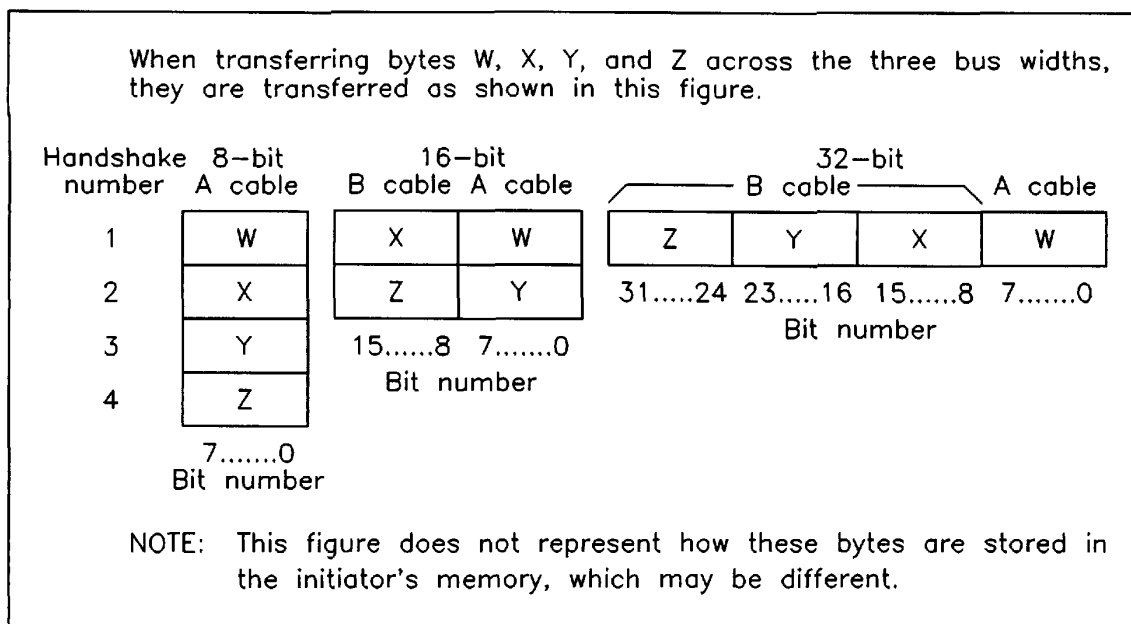 When transferring bytes W, X, Y, and Z across the three bus widths,
they are transferred as shown in this figure.
Handshake 8-bit 16-bit 32-bit
number A cable B cable A cable B cable A cable
1 W X W Z Y X W
2 X Z Y 31.....24 23.....16 15......8 7.......0
3 Y 15......8 7.......0 Bit number
4 Z Bit number
7.......0
Bit number
NOTE: This figure does not represent how these bytes are stored in
the initiator's memory, which may be different.